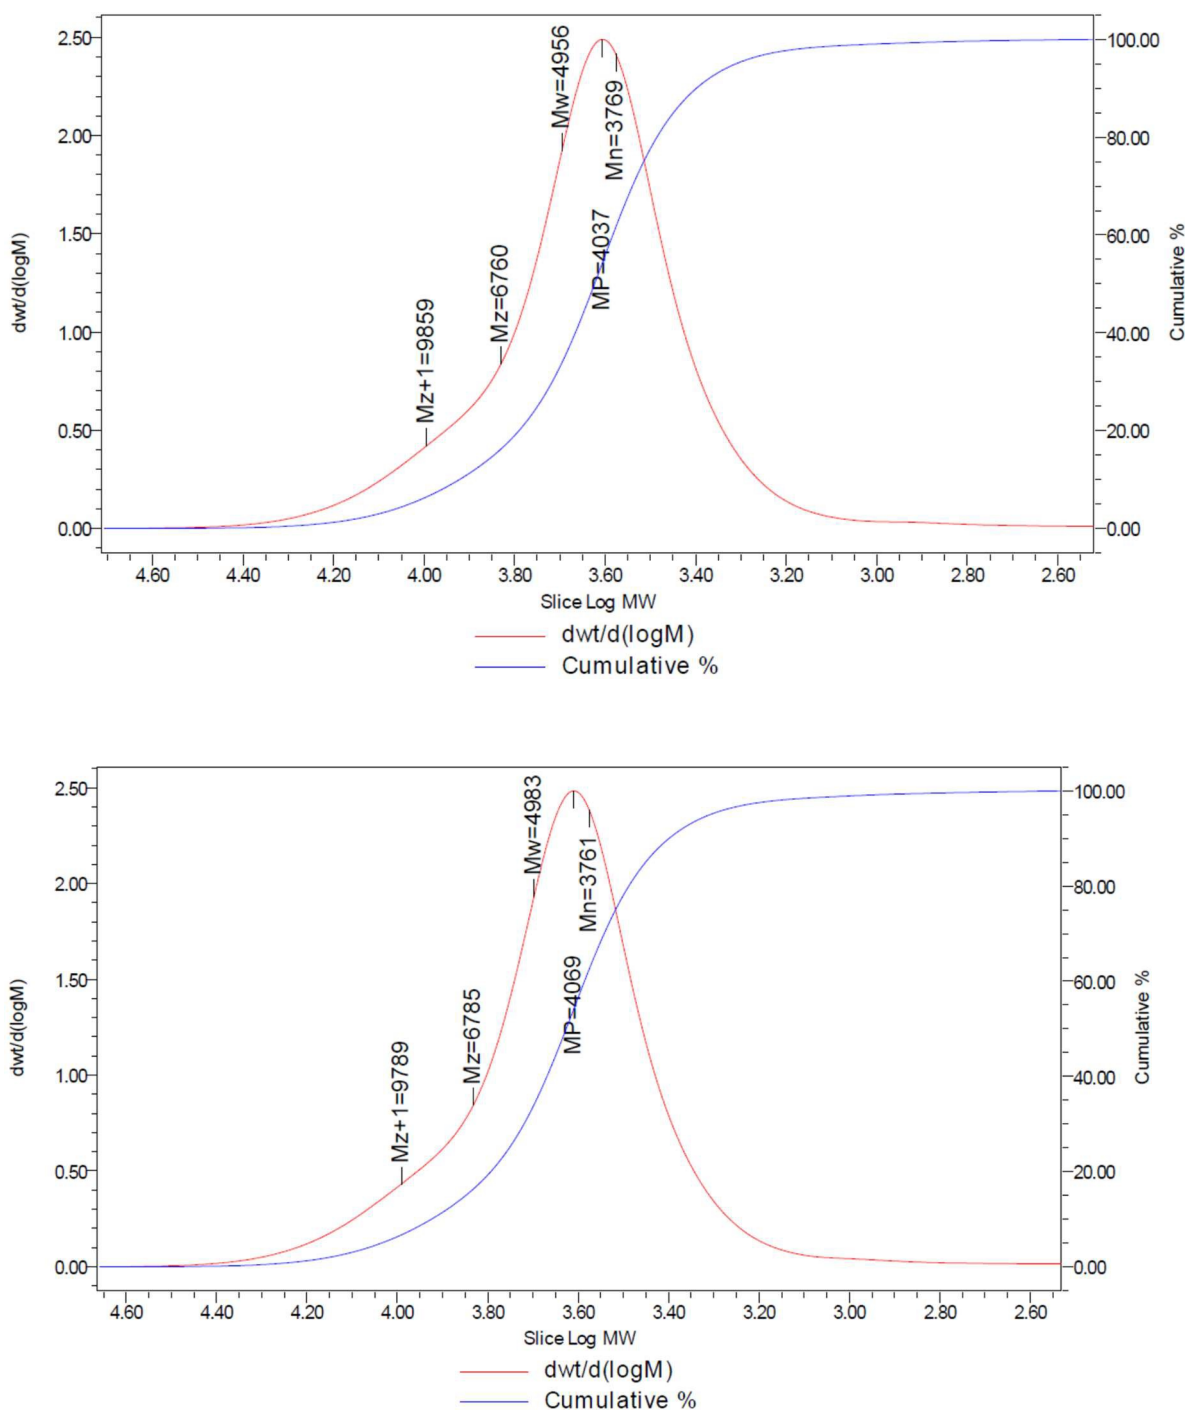 2.50
2.00
1.50
1.00
0.50
0.00
dwt/d(logM)
Mz+1=9859
Mz=6760
Mw=4956
MP=4037
Mn=3769
100.00
80.00
60.00
40.00
20.00
0.00
Cumulative %
4.60 4.40 4.20 4.00 3.80 3.60 3.40 3.20 3.00 2.80 2.60
Slice Log MW
dwt/d(logM)
Cumulative %
2.50
2.00
1.50
1.00
0.50
0.00
dwt/d(logM)
Mz+1=9789
Mz=6785
Mw=4983
MP=4069
Mn=3761
100.00
80.00
60.00
40.00
20.00
0.00
Cumulative %
4.60 4.40 4.20 4.00 3.80 3.60 3.40 3.20 3.00 2.80 2.60
Slice Log MW
dwt/d(logM)
Cumulative %